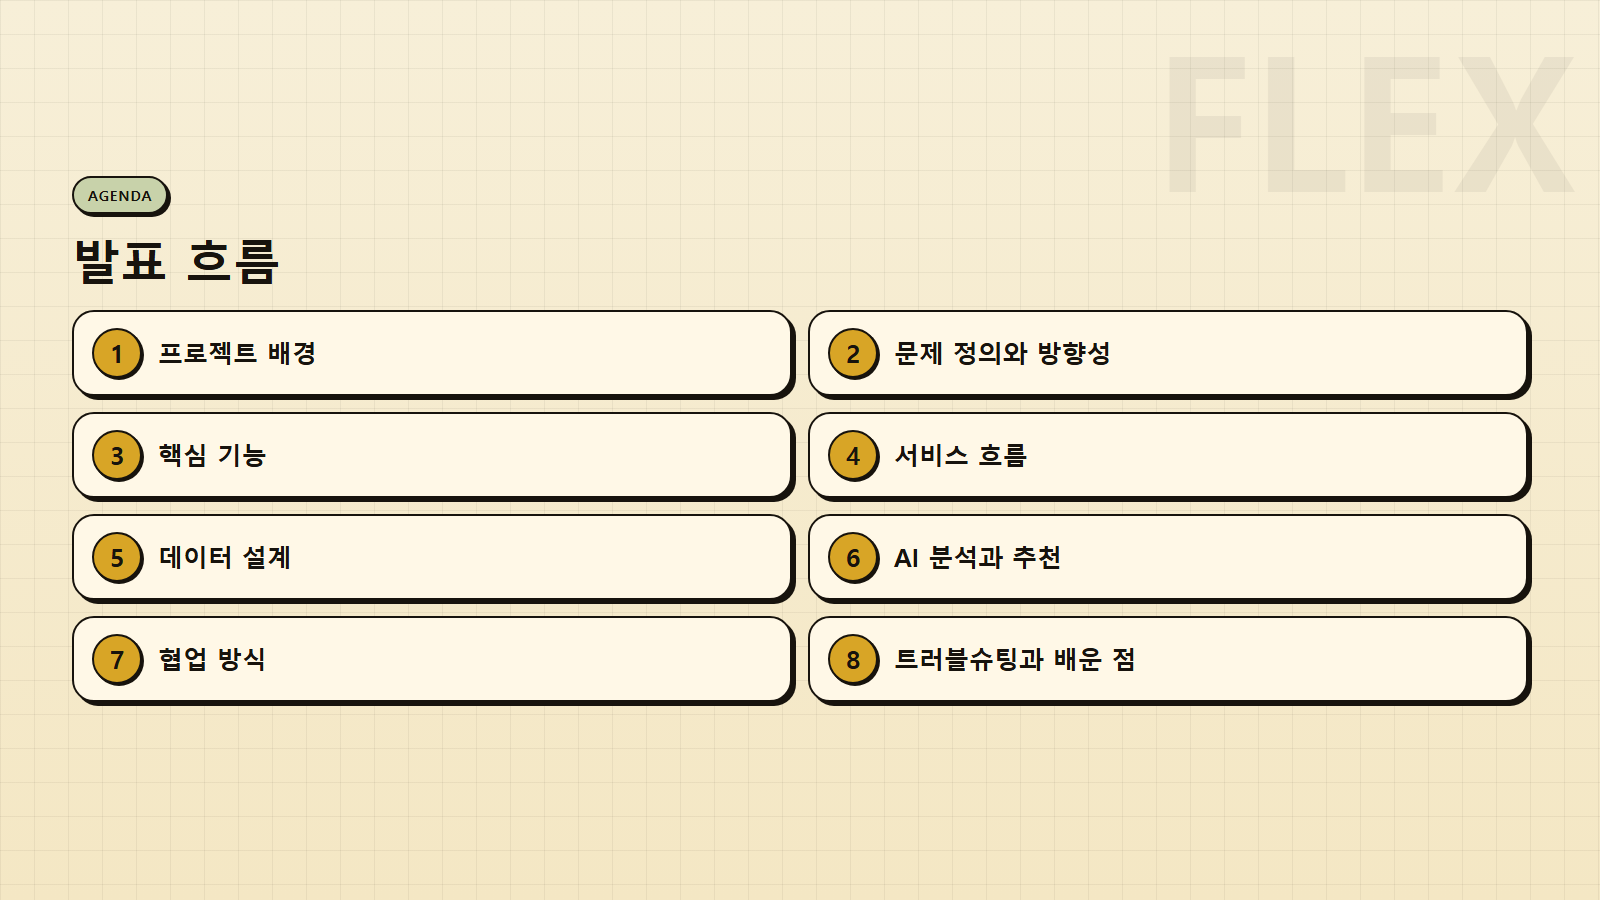 FLEX
AGENDA
발표 흐름
1 프로젝트 배경
2 문제 정의와 방향성
3 핵심 기능
4 서비스 흐름
5 데이터 설계
6 AI 분석과 추천
7 협업 방식
8 트러블슈팅과 배운 점